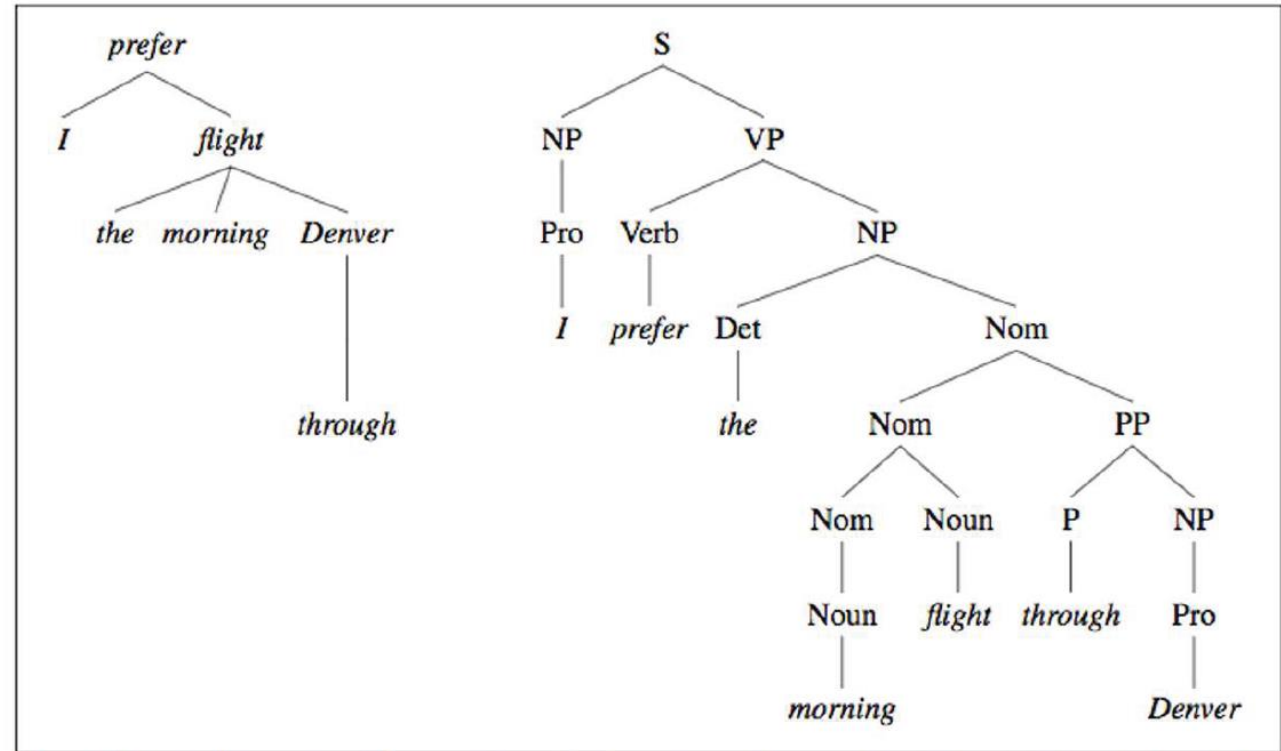 prefer S
I flight NP VP
the morning Denver Pro Verb NP
I prefer Det Nom
through the Nom PP
Nom Noun P NP
Noun flight through Pro
morning Denver